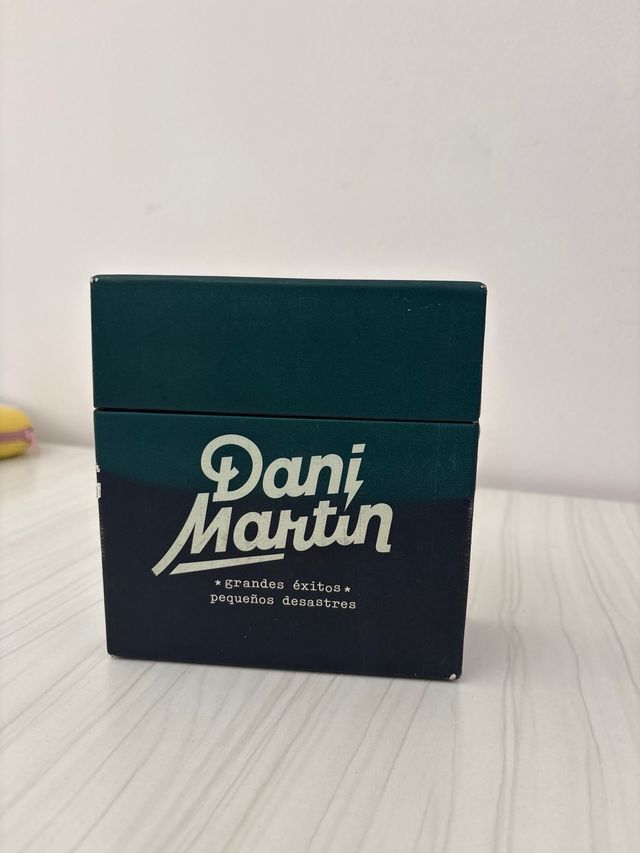 Dani
Martín
★grandes éxitos★
pequeños desastres